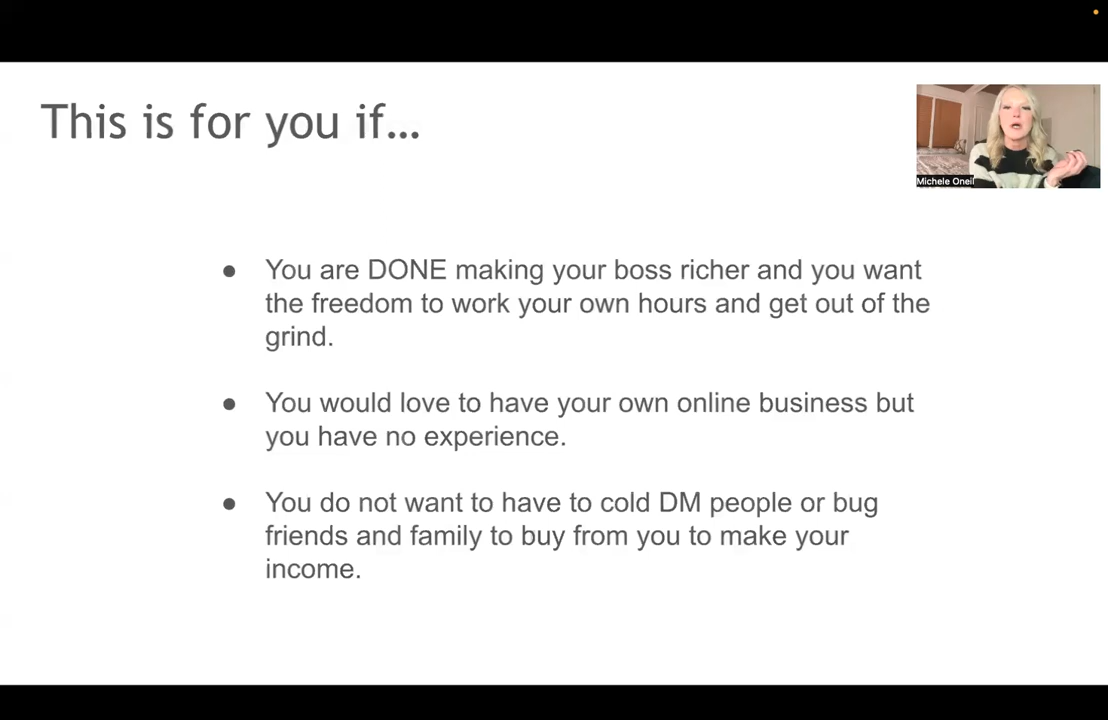 This is for you if…
Michele Oneil
● You are DONE making your boss richer and you want
the freedom to work your own hours and get out of the
grind.
● You would love to have your own online business but
you have no experience.
● You do not want to have to cold DM people or bug
friends and family to buy from you to make your
income.